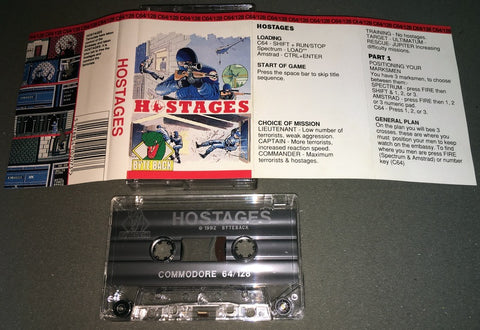 C64/128 C64/128 C64/128 C64/128 C64/128 C64/128
HOSTAGES
HOSTAGES
BYTE BACK
HOSTAGES
LOADING
C64 - SHIFT + RUN/STOP
Spectrum - LOAD""
Amstrad - CTRL+ENTER
START OF GAME
Press the space bar to skip title
sequence.
CHOICE OF MISSION
LIEUTENANT - Low number of
terrorists, weak aggression.
CAPTAIN - More terrorists,
increased reaction speed.
COMMANDER - Maximum
terrorists & hostages.
TRAINING - No hostages.
TARGET - ULTIMATUM -
RESCUE- JUPITER Increasing
difficulty missions.
PART 1
POSITIONING YOUR
MARKSMEN
You have 3 marksmen, to choose
between them:
SPECTRUM - press FIRE then
SHIFT & 1, 2, or 3.
AMSTRAD - press FIRE then 1, 2
or 3 numeric pad.
C64 - Press 1, 2, or 3.
GENERAL PLAN
On the plan you will see 3
crosses, these are where you
must position your men to keep
watch on the embassy. To find
where you men are press FIRE
(Spectrum & Amstrad) or number
key (C64)
HOSTAGES
© 1992 BYTEBACK
COMMODORE 64/128